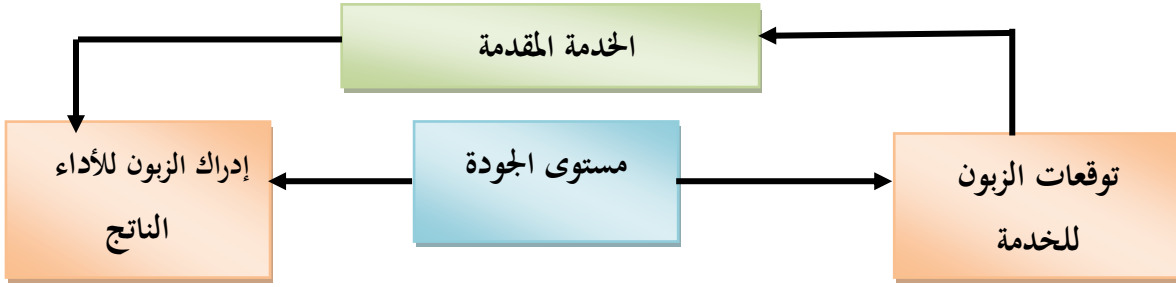 الخدمة المقدمة
توقعات الزبون
للخدمة
مستوى الجودة
إدراك الزبون للأداء
الناتج